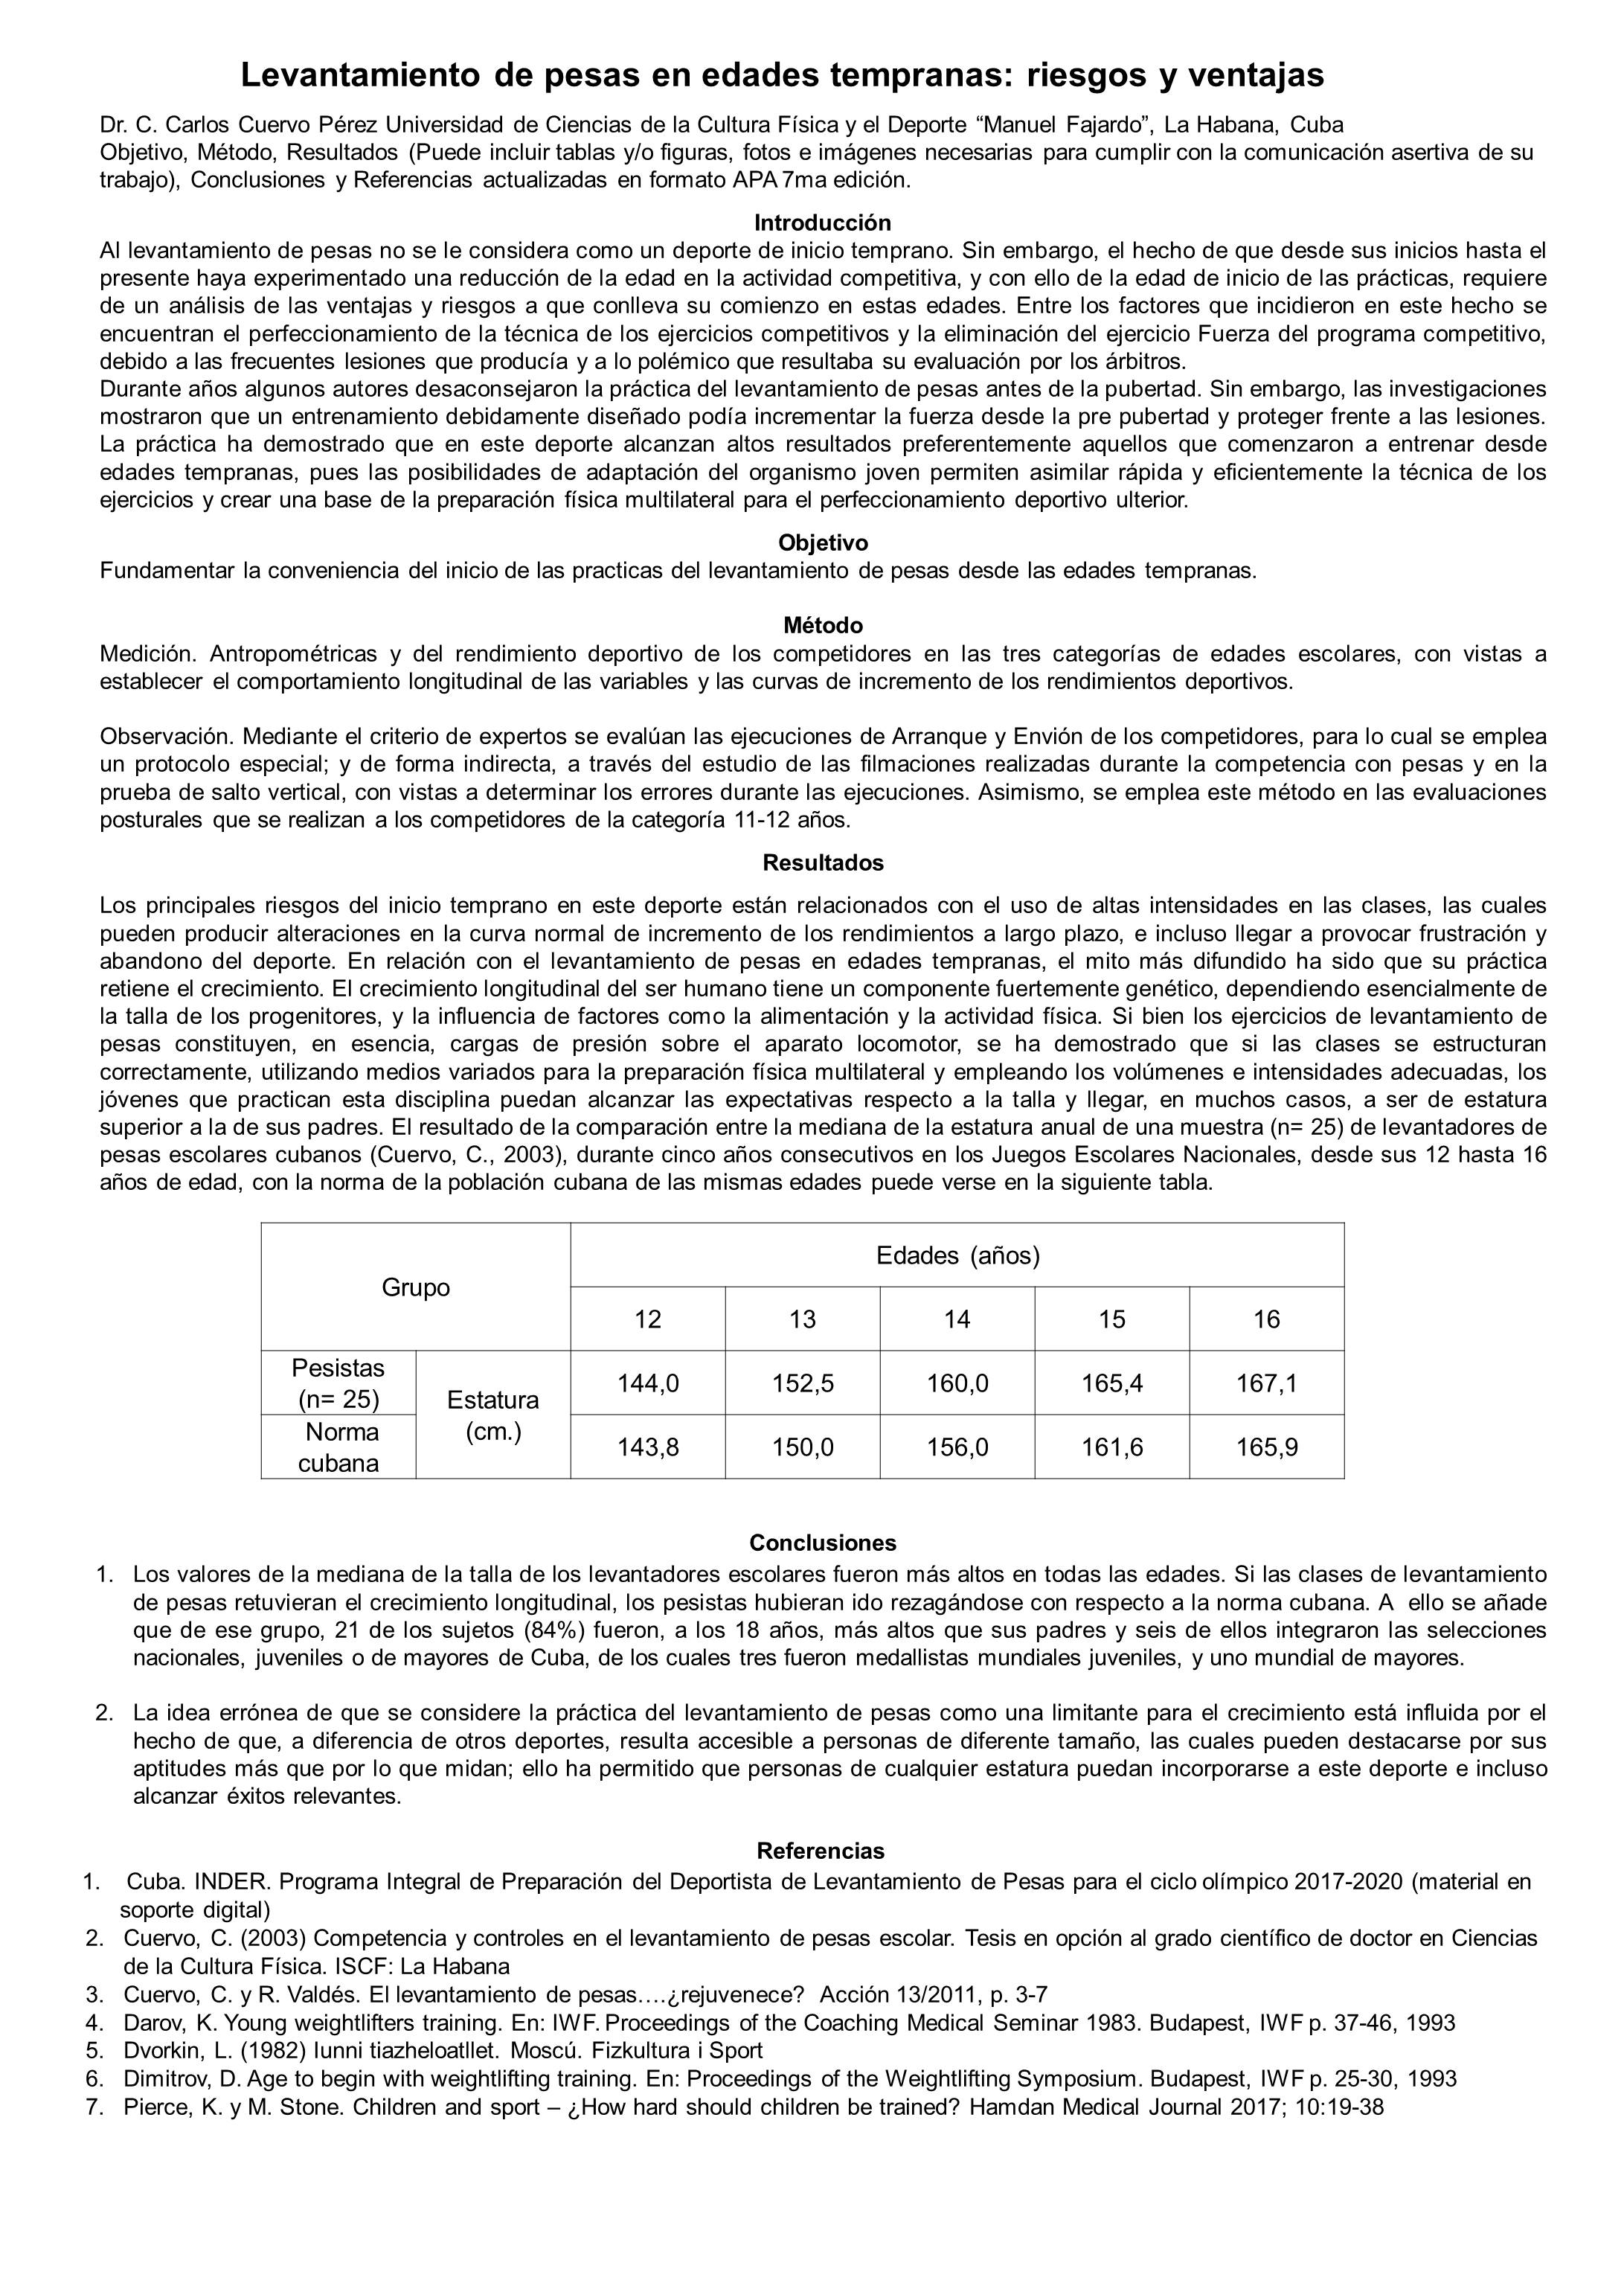 Levantamiento de pesas en edades tempranas: riesgos y ventajas
Dr. C. Carlos Cuervo Pérez Universidad de Ciencias de la Cultura Física y el Deporte “Manuel Fajardo”, La Habana, Cuba
Objetivo, Método, Resultados (Puede incluir tablas y/o figuras, fotos e imágenes necesarias para cumplir con la comunicación asertiva de su
trabajo), Conclusiones y Referencias actualizadas en formato APA 7ma edición.
Introducción
Al levantamiento de pesas no se le considera como un deporte de inicio temprano. Sin embargo, el hecho de que desde sus inicios hasta el
presente haya experimentado una reducción de la edad en la actividad competitiva, y con ello de la edad de inicio de las prácticas, requiere
de un análisis de las ventajas y riesgos a que conlleva su comienzo en estas edades. Entre los factores que incidieron en este hecho se
encuentran el perfeccionamiento de la técnica de los ejercicios competitivos y la eliminación del ejercicio Fuerza del programa competitivo,
debido a las frecuentes lesiones que producía y a lo polémico que resultaba su evaluación por los árbitros.
Durante años algunos autores desaconsejaron la práctica del levantamiento de pesas antes de la pubertad. Sin embargo, las investigaciones
mostraron que un entrenamiento debidamente diseñado podía incrementar la fuerza desde la pre pubertad y proteger frente a las lesiones.
La práctica ha demostrado que en este deporte alcanzan altos resultados preferentemente aquellos que comenzaron a entrenar desde
edades tempranas, pues las posibilidades de adaptación del organismo joven permiten asimilar rápida y eficientemente la técnica de los
ejercicios y crear una base de la preparación física multilateral para el perfeccionamiento deportivo ulterior.
Objetivo
Fundamentar la conveniencia del inicio de las practicas del levantamiento de pesas desde las edades tempranas.
Método
Medición. Antropométricas y del rendimiento deportivo de los competidores en las tres categorías de edades escolares, con vistas a
establecer el comportamiento longitudinal de las variables y las curvas de incremento de los rendimientos deportivos.
Observación. Mediante el criterio de expertos se evalúan las ejecuciones de Arranque y Envión de los competidores, para lo cual se emplea
un protocolo especial; y de forma indirecta, a través del estudio de las filmaciones realizadas durante la competencia con pesas y en la
prueba de salto vertical, con vistas a determinar los errores durante las ejecuciones. Asimismo, se emplea este método en las evaluaciones
posturales que se realizan a los competidores de la categoría 11-12 años.
Resultados
Los principales riesgos del inicio temprano en este deporte están relacionados con el uso de altas intensidades en las clases, las cuales
pueden producir alteraciones en la curva normal de incremento de los rendimientos a largo plazo, e incluso llegar a provocar frustración y
abandono del deporte. En relación con el levantamiento de pesas en edades tempranas, el mito más difundido ha sido que su práctica
retiene el crecimiento. El crecimiento longitudinal del ser humano tiene un componente fuertemente genético, dependiendo esencialmente de
la talla de los progenitores, y la influencia de factores como la alimentación y la actividad física. Si bien los ejercicios de levantamiento de
pesas constituyen, en esencia, cargas de presión sobre el aparato locomotor, se ha demostrado que si las clases se estructuran
correctamente, utilizando medios variados para la preparación física multilateral y empleando los volúmenes e intensidades adecuadas, los
jóvenes que practican esta disciplina puedan alcanzar las expectativas respecto a la talla y llegar, en muchos casos, a ser de estatura
superior a la de sus padres. El resultado de la comparación entre la mediana de la estatura anual de una muestra (n= 25) de levantadores de
pesas escolares cubanos (Cuervo, C., 2003), durante cinco años consecutivos en los Juegos Escolares Nacionales, desde sus 12 hasta 16
años de edad, con la norma de la población cubana de las mismas edades puede verse en la siguiente tabla.
Grupo
Edades (años)
12 13 14 15 16
Pesistas
(n= 25)
Estatura
(cm.)
144,0 152,5 160,0 165,4 167,1
Norma
cubana
143,8 150,0 156,0 161,6 165,9
Conclusiones
1. Los valores de la mediana de la talla de los levantadores escolares fueron más altos en todas las edades. Si las clases de levantamiento
de pesas retuvieran el crecimiento longitudinal, los pesistas hubieran ido rezagándose con respecto a la norma cubana. A ello se añade
que de ese grupo, 21 de los sujetos (84%) fueron, a los 18 años, más altos que sus padres y seis de ellos integraron las selecciones
nacionales, juveniles o de mayores de Cuba, de los cuales tres fueron medallistas mundiales juveniles, y uno mundial de mayores.
2. La idea errónea de que se considere la práctica del levantamiento de pesas como una limitante para el crecimiento está influida por el
hecho de que, a diferencia de otros deportes, resulta accesible a personas de diferente tamaño, las cuales pueden destacarse por sus
aptitudes más que por lo que midan; ello ha permitido que personas de cualquier estatura puedan incorporarse a este deporte e incluso
alcanzar éxitos relevantes.
Referencias
1. Cuba. INDER. Programa Integral de Preparación del Deportista de Levantamiento de Pesas para el ciclo olímpico 2017-2020 (material en
soporte digital)
2. Cuervo, C. (2003) Competencia y controles en el levantamiento de pesas escolar. Tesis en opción al grado científico de doctor en Ciencias
de la Cultura Física. ISCF: La Habana
3. Cuervo, C. y R. Valdés. El levantamiento de pesas….¿rejuvenece? Acción 13/2011, p. 3-7
4. Darov, K. Young weightlifters training. En: IWF. Proceedings of the Coaching Medical Seminar 1983. Budapest, IWF p. 37-46, 1993
5. Dvorkin, L. (1982) Iunni tiazheloatllet. Moscú. Fizkultura i Sport
6. Dimitrov, D. Age to begin with weightlifting training. En: Proceedings of the Weightlifting Symposium. Budapest, IWF p. 25-30, 1993
7. Pierce, K. y M. Stone. Children and sport – ¿How hard should children be trained? Hamdan Medical Journal 2017; 10:19-38